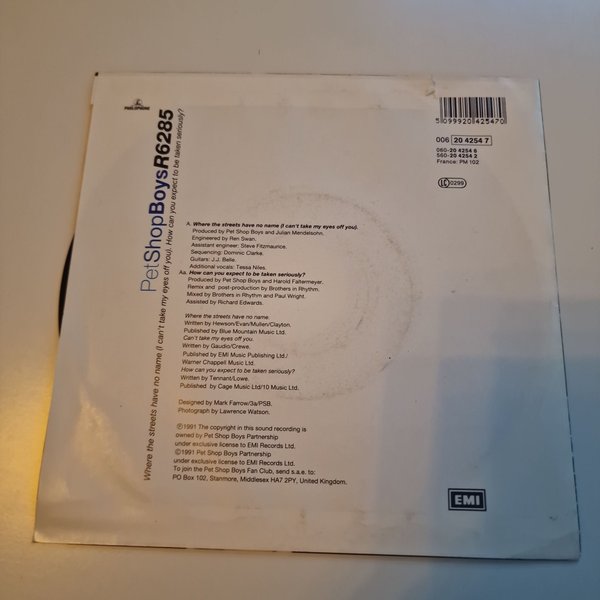 PARLOPHONE
PetShopBoysR6285
Where the streets have no name (I can't take my eyes off you). How can you expect to be taken seriously?
5 099920 425470
006 20 4254 7
060-20 4254 6
560-20 4254 2
France: PM 102
LC 0299
A. Where the streets have no name (I can't take my eyes off you).
Produced by Pet Shop Boys and Julian Mendelsohn.
Engineered by Ren Swan.
Assistant engineer: Steve Fitzmaurice.
Sequencing: Dominic Clarke.
Guitars: J.J. Belle.
Additional vocals: Tessa Niles.
Aa. How can you expect to be taken seriously?
Produced by Pet Shop Boys and Harold Faltermeyer.
Remix and post-production by Brothers in Rhythm.
Mixed by Brothers in Rhythm and Paul Wright.
Assisted by Richard Edwards.
Where the streets have no name:
Written by Hewson/Evan/Mullen/Clayton.
Published by Blue Mountain Music Ltd.
Can't take my eyes off you.
Written by Gaudio/Crewe.
Published by EMI Music Publishing Ltd./
Warner Chappell Music Ltd.
How can you expect to be taken seriously?
Written by Tennant/Lowe.
Published by Cage Music Ltd/10 Music Ltd.
Designed by Mark Farrow/3a/PSB.
Photograph by Lawrence Watson.
℗1991 The copyright in this sound recording is
owned by Pet Shop Boys Partnership
under exclusive license to EMI Records Ltd.
©1991 Pet Shop Boys Partnership
under exclusive license to EMI Records Ltd.
To join the Pet Shop Boys Fan Club, send s.a.e. to:
PO Box 102, Stanmore, Middlesex HA7 2PY, United Kingdom.
EMI